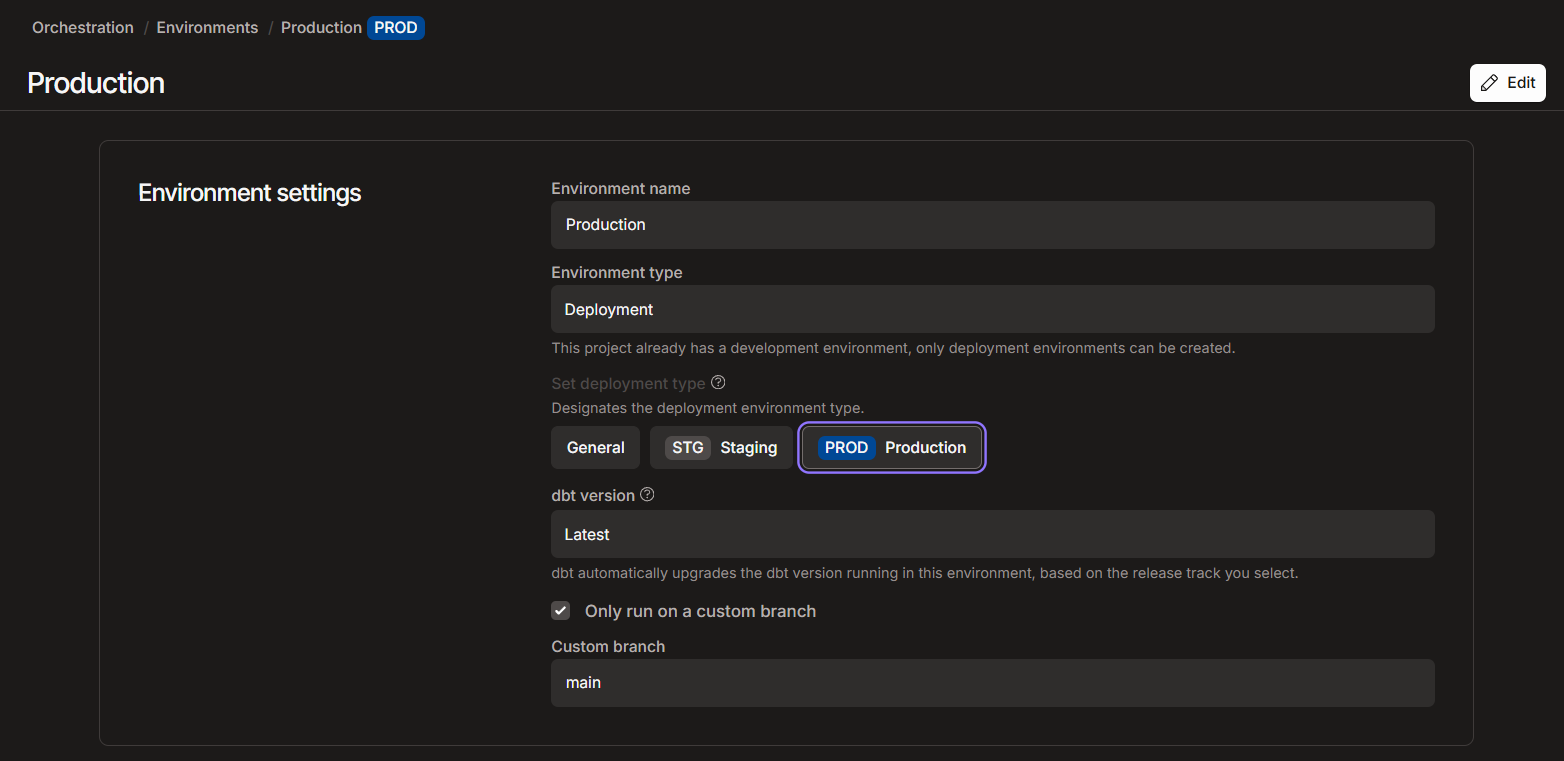 Orchestration / Environments / Production PROD
Production
Edit
Environment settings
Environment name
Production
Environment type
Deployment
This project already has a development environment, only deployment environments can be created.
Set deployment type
Designates the deployment environment type.
General STG Staging PROD Production
dbt version
Latest
dbt automatically upgrades the dbt version running in this environment, based on the release track you select.
Only run on a custom branch
Custom branch
main